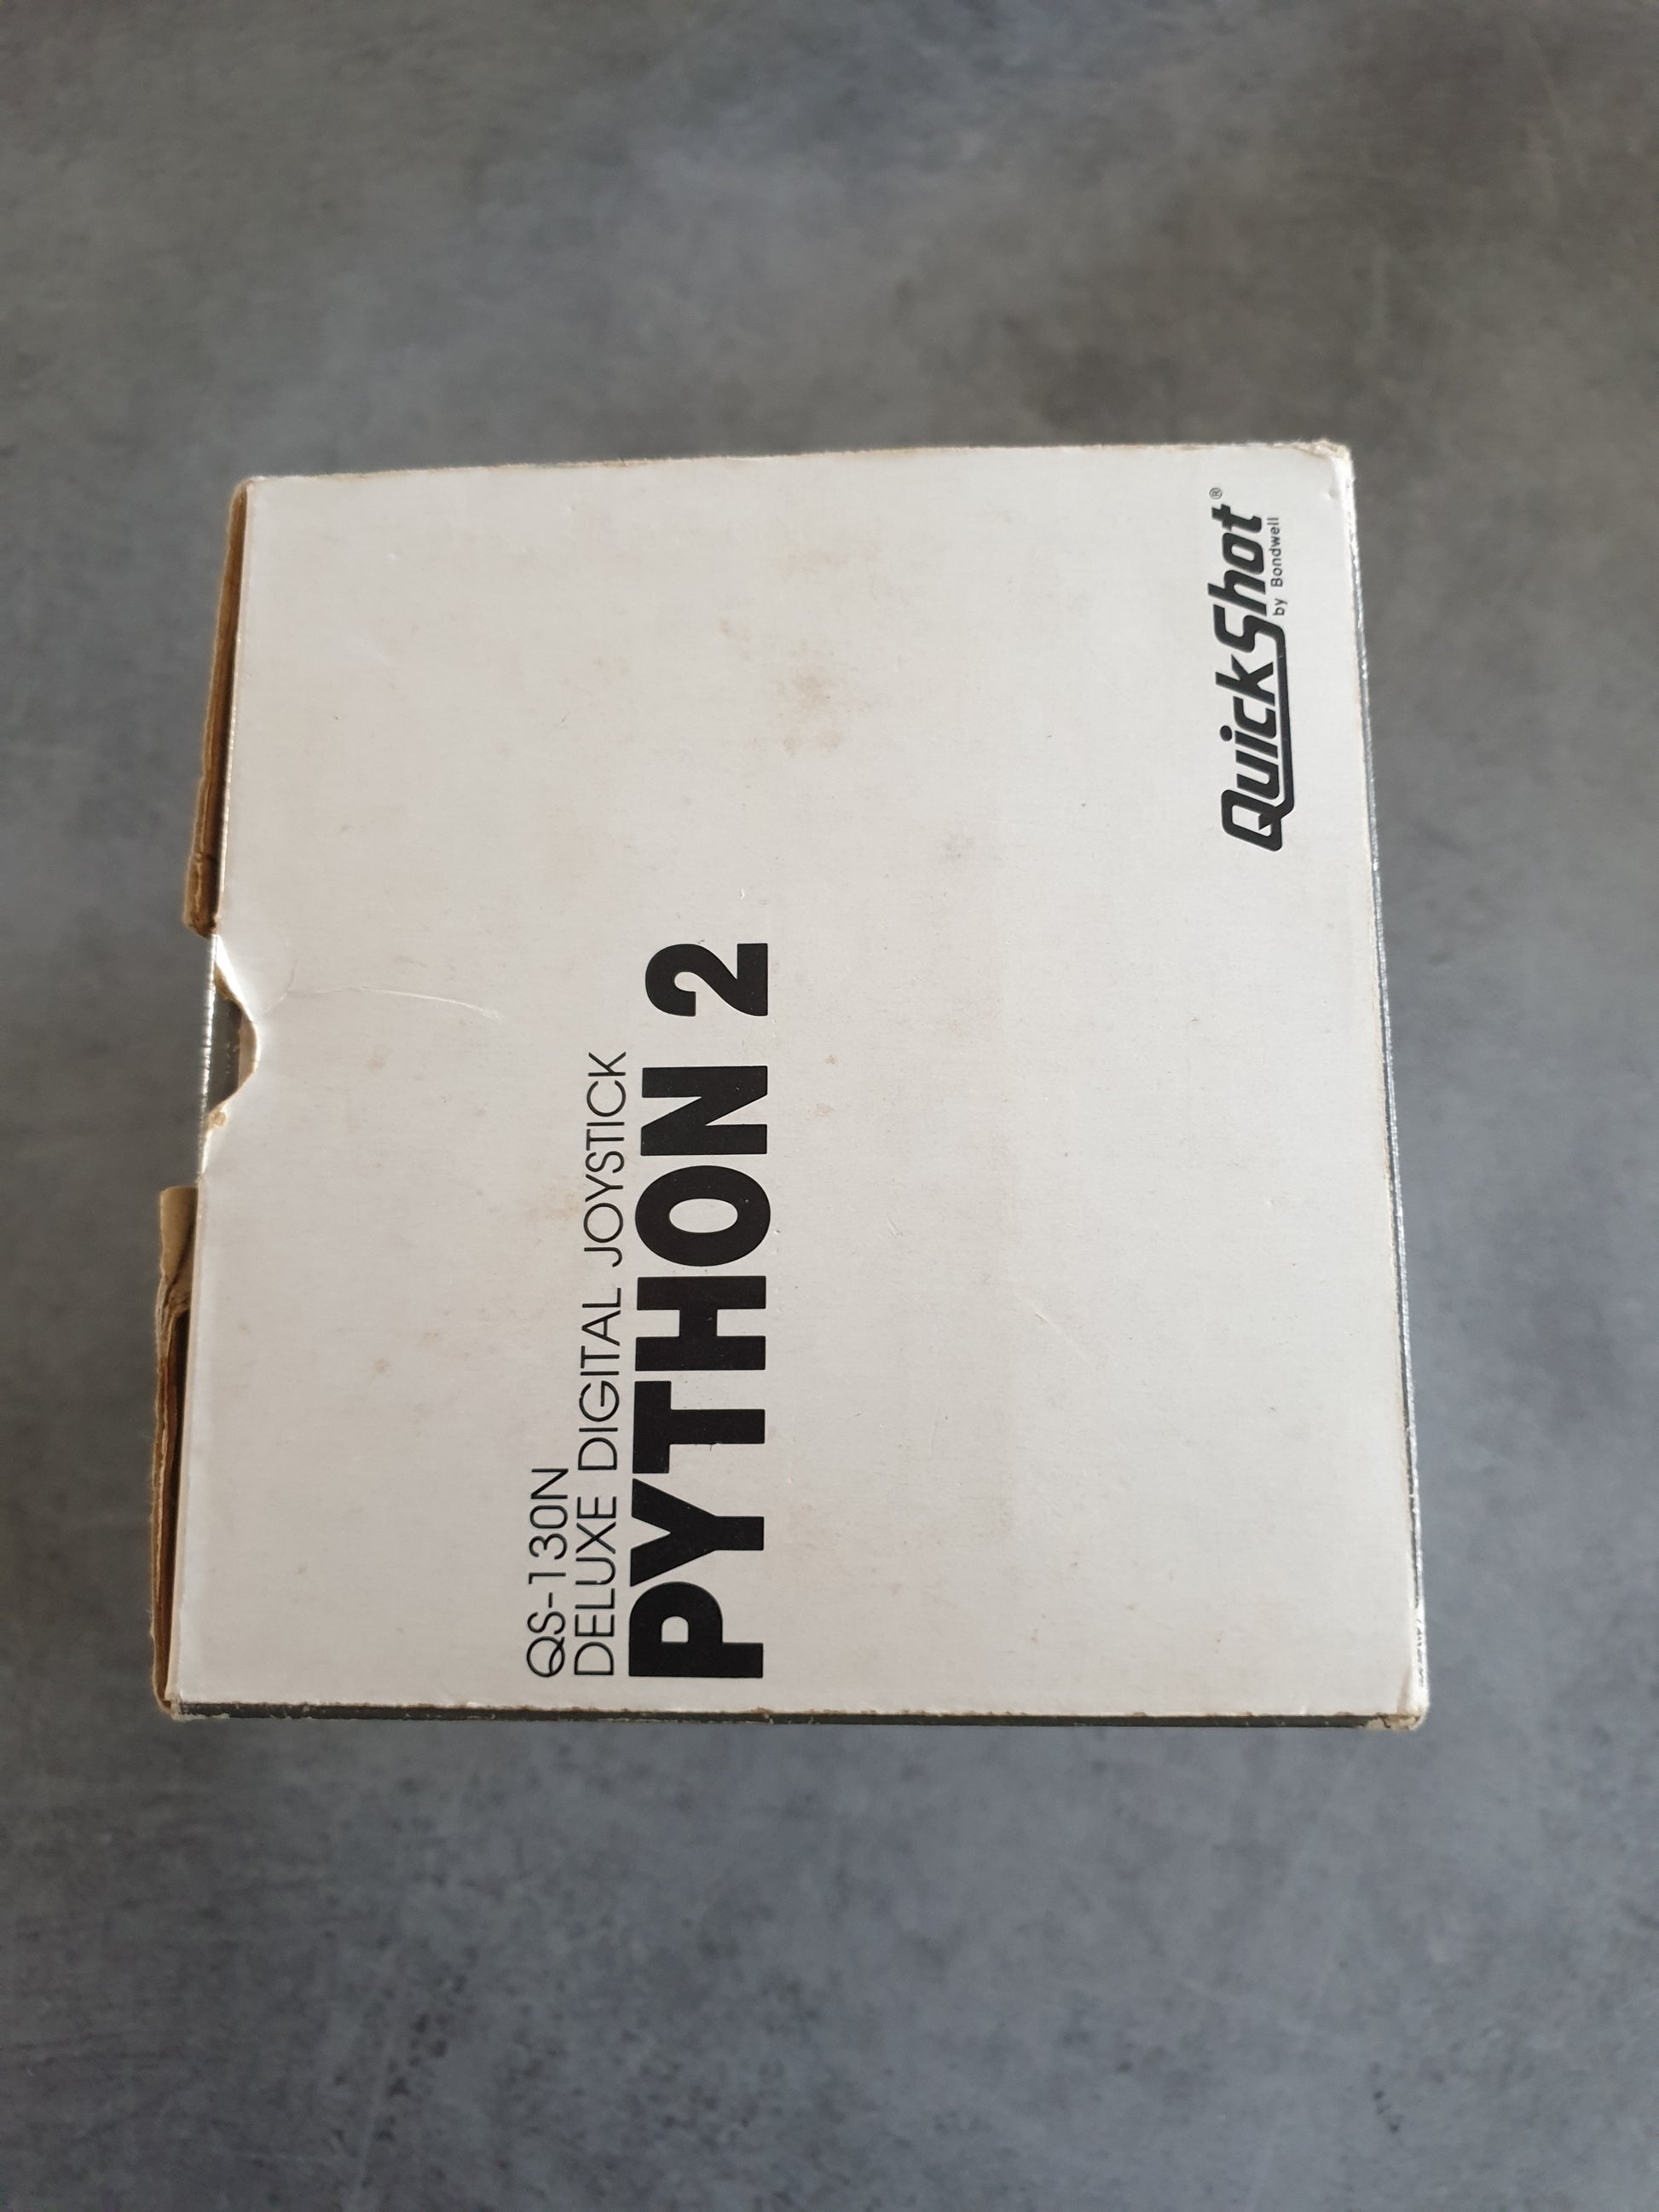 QS-130N
DELUXE DIGITAL JOYSTICK
PYTHON 2
QuickShot®
by Bondwell